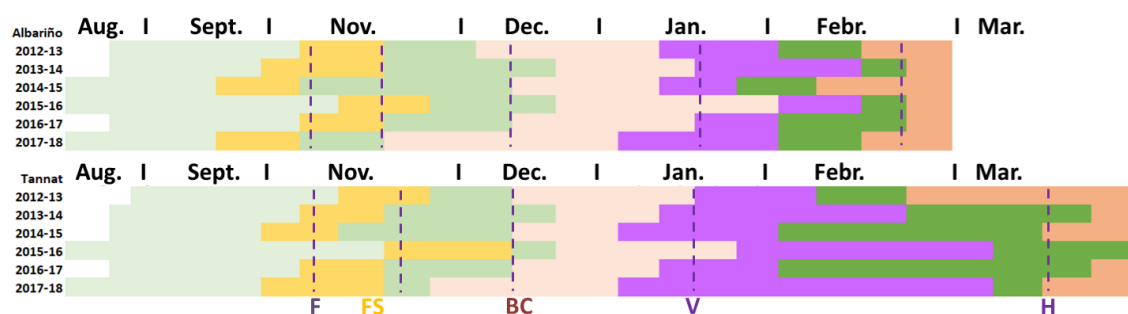 Aug. I Sept. I Nov. I Dec. I Jan. I Febr. I Mar.
Albariño
2012-13
2013-14
2014-15
2015-16
2016-17
2017-18
Aug. I Sept. I Nov. I Dec. I Jan. I Febr. I Mar.
Tannat
2012-13
2013-14
2014-15
2015-16
2016-17
2017-18
F FS BC V H